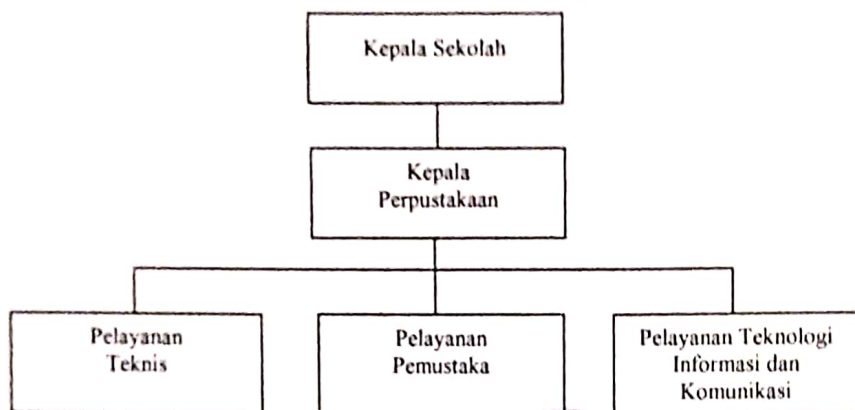 Kepala Sekolah
Kepala
Perpustakaan
Pelayanan
Teknis
Pelayanan
Pemustaka
Pelayanan Teknologi
Informasi dan
Komunikasi